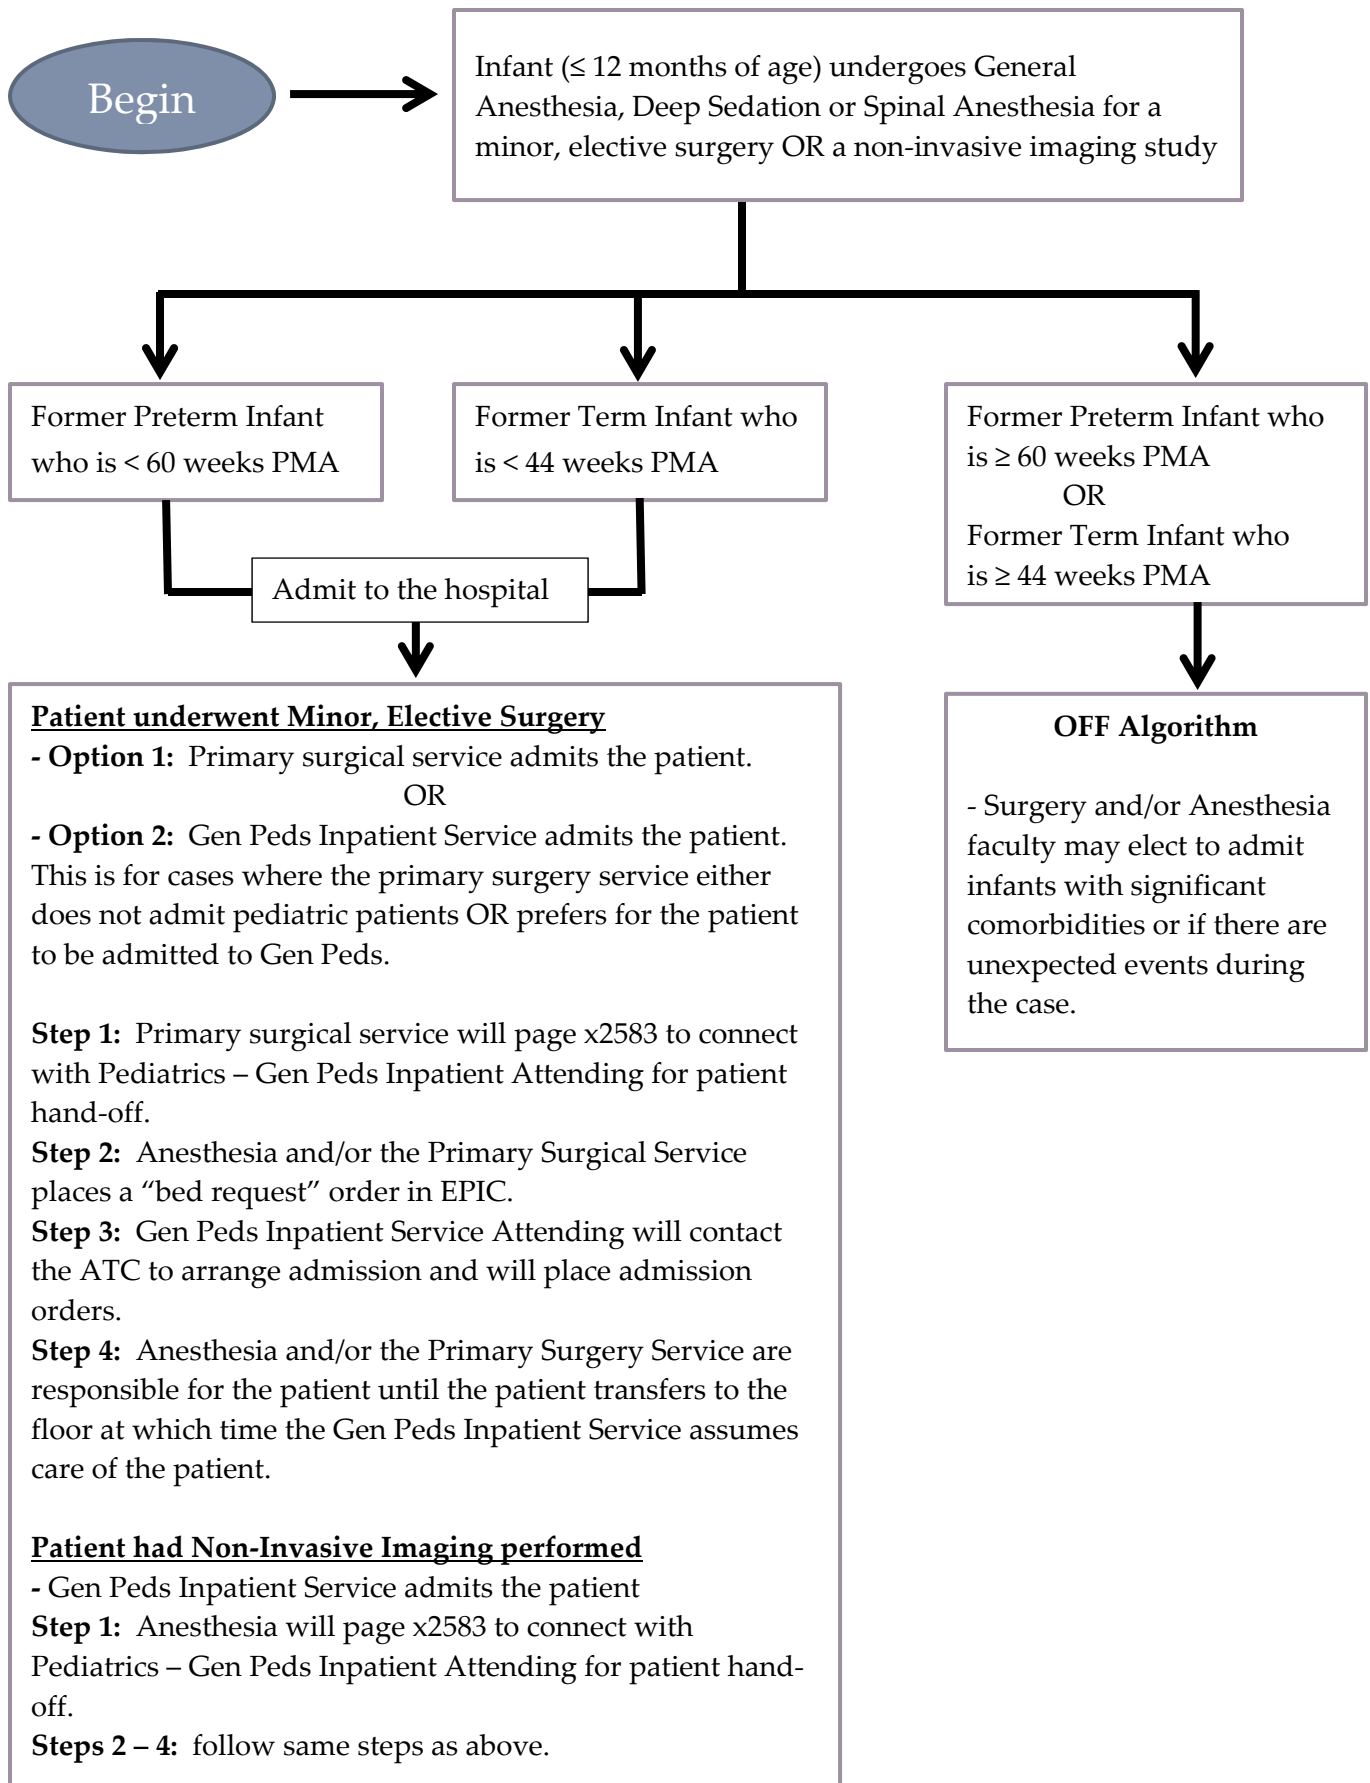 Begin
Infant (≤ 12 months of age) undergoes General
Anesthesia, Deep Sedation or Spinal Anesthesia for a
minor, elective surgery OR a non-invasive imaging study
Former Preterm Infant
who is < 60 weeks PMA
Former Term Infant who
is < 44 weeks PMA
Former Preterm Infant who
is ≥ 60 weeks PMA
OR
Former Term Infant who
is ≥ 44 weeks PMA
Admit to the hospital
Patient underwent Minor, Elective Surgery
- Option 1:  Primary surgical service admits the patient.
OR
- Option 2:  Gen Peds Inpatient Service admits the patient.
This is for cases where the primary surgery service either
does not admit pediatric patients OR prefers for the patient
to be admitted to Gen Peds.
Step 1:  Primary surgical service will page x2583 to connect
with Pediatrics – Gen Peds Inpatient Attending for patient
hand-off.
Step 2:  Anesthesia and/or the Primary Surgical Service
places a “bed request” order in EPIC.
Step 3:  Gen Peds Inpatient Service Attending will contact
the ATC to arrange admission and will place admission
orders.
Step 4:  Anesthesia and/or the Primary Surgery Service are
responsible for the patient until the patient transfers to the
floor at which time the Gen Peds Inpatient Service assumes
care of the patient.
Patient had Non-Invasive Imaging performed
- Gen Peds Inpatient Service admits the patient
Step 1:  Anesthesia will page x2583 to connect with
Pediatrics – Gen Peds Inpatient Attending for patient hand-
off.
Steps 2 – 4:  follow same steps as above.
OFF Algorithm
- Surgery and/or Anesthesia
faculty may elect to admit
infants with significant
comorbidities or if there are
unexpected events during
the case.